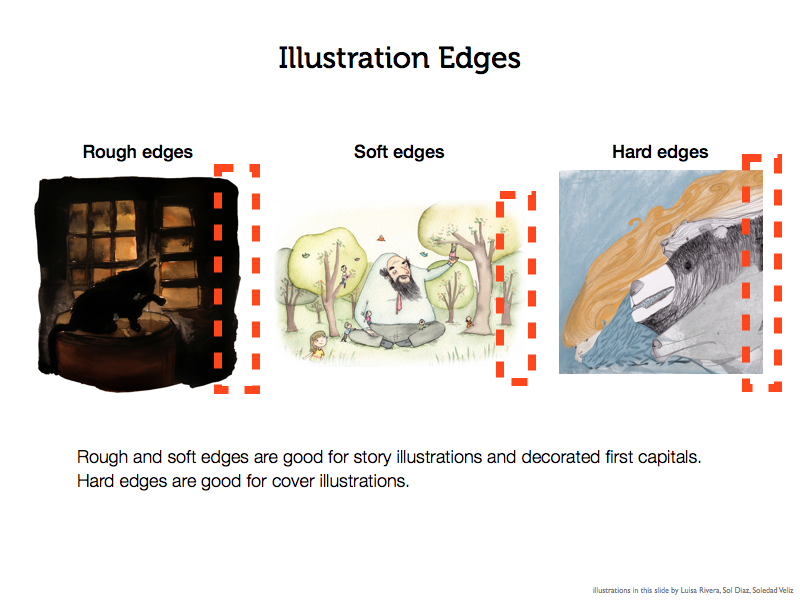 Illustration Edges
Rough edges
Soft edges
Hard edges
Rough and soft edges are good for story illustrations and decorated first capitals.
Hard edges are good for cover illustrations.
illustrations in this slide by Luisa Rivera, Sol Diaz, Soledad Veliz